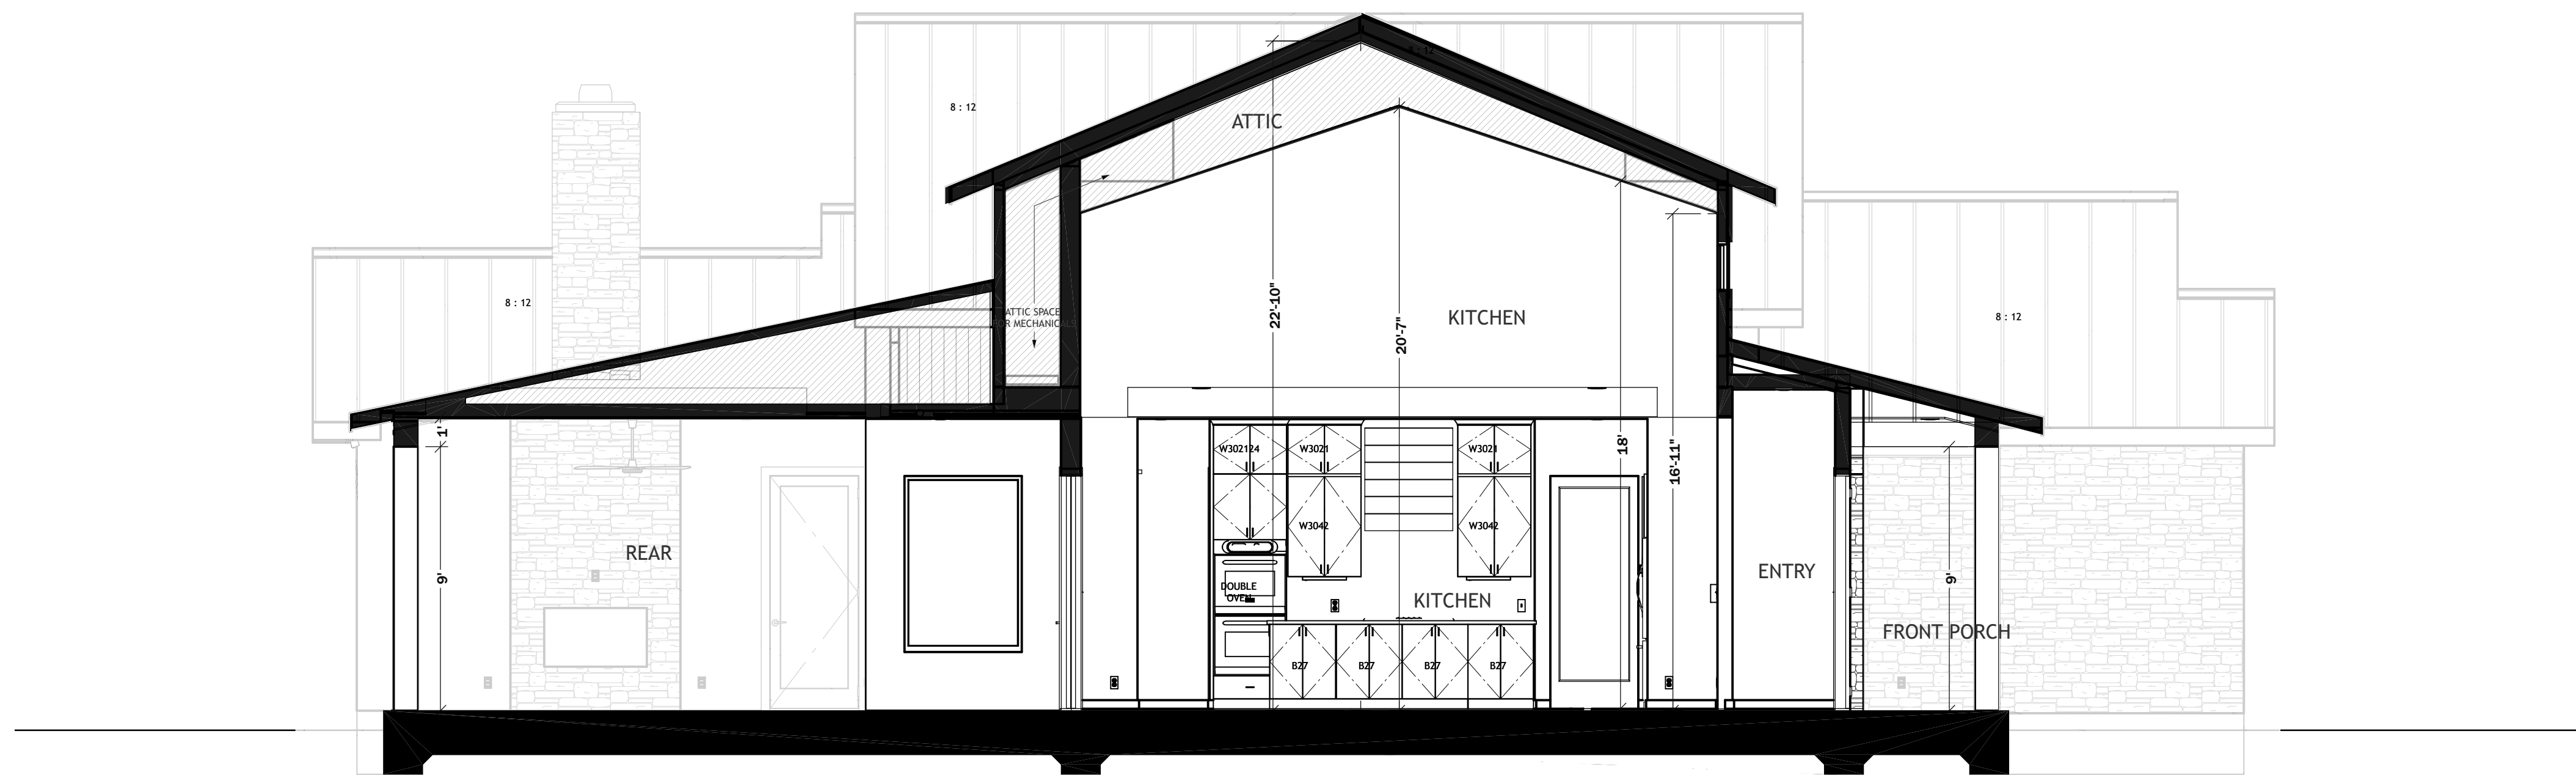 8 : 12
8 : 12
ATTIC
8 : 12
22'-10"
20'-7"
KITCHEN
8 : 12
ATTIC SPACE
FOR MECHANICALS
1'
18'
16'-11"
W302124
W3021
W3021
W3042
W3042
REAR
9'
DOUBLE
OVEN
KITCHEN
ENTRY
9'
FRONT PORCH
B27
B27
B27
B27